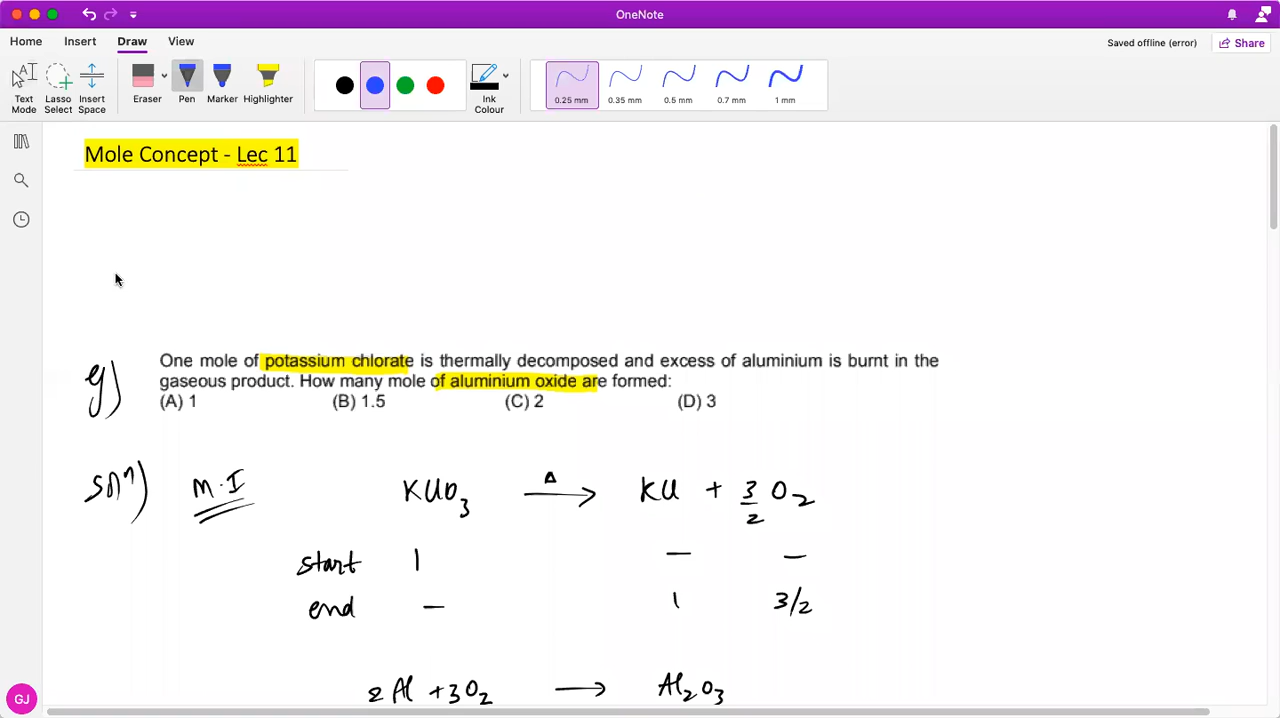 OneNote
Home Insert Draw View
Saved offline (error) Share
Text Mode Lasso Select Insert Space Eraser Pen Marker Highlighter Ink Colour 0.25 mm 0.35 mm 0.5 mm 0.7 mm 1 mm
Mole Concept - Lec 11
One mole of potassium chlorate is thermally decomposed and excess of aluminium is burnt in the
gaseous product. How many mole of aluminium oxide are formed:
(A) 1 (B) 1.5 (C) 2 (D) 3
Solⁿ) M.I KClO₃ Δ→ KCl + 3/2 O₂
start 1 — —
end — 1 3/2
2Al + 3O₂ → Al₂O₃
GJ